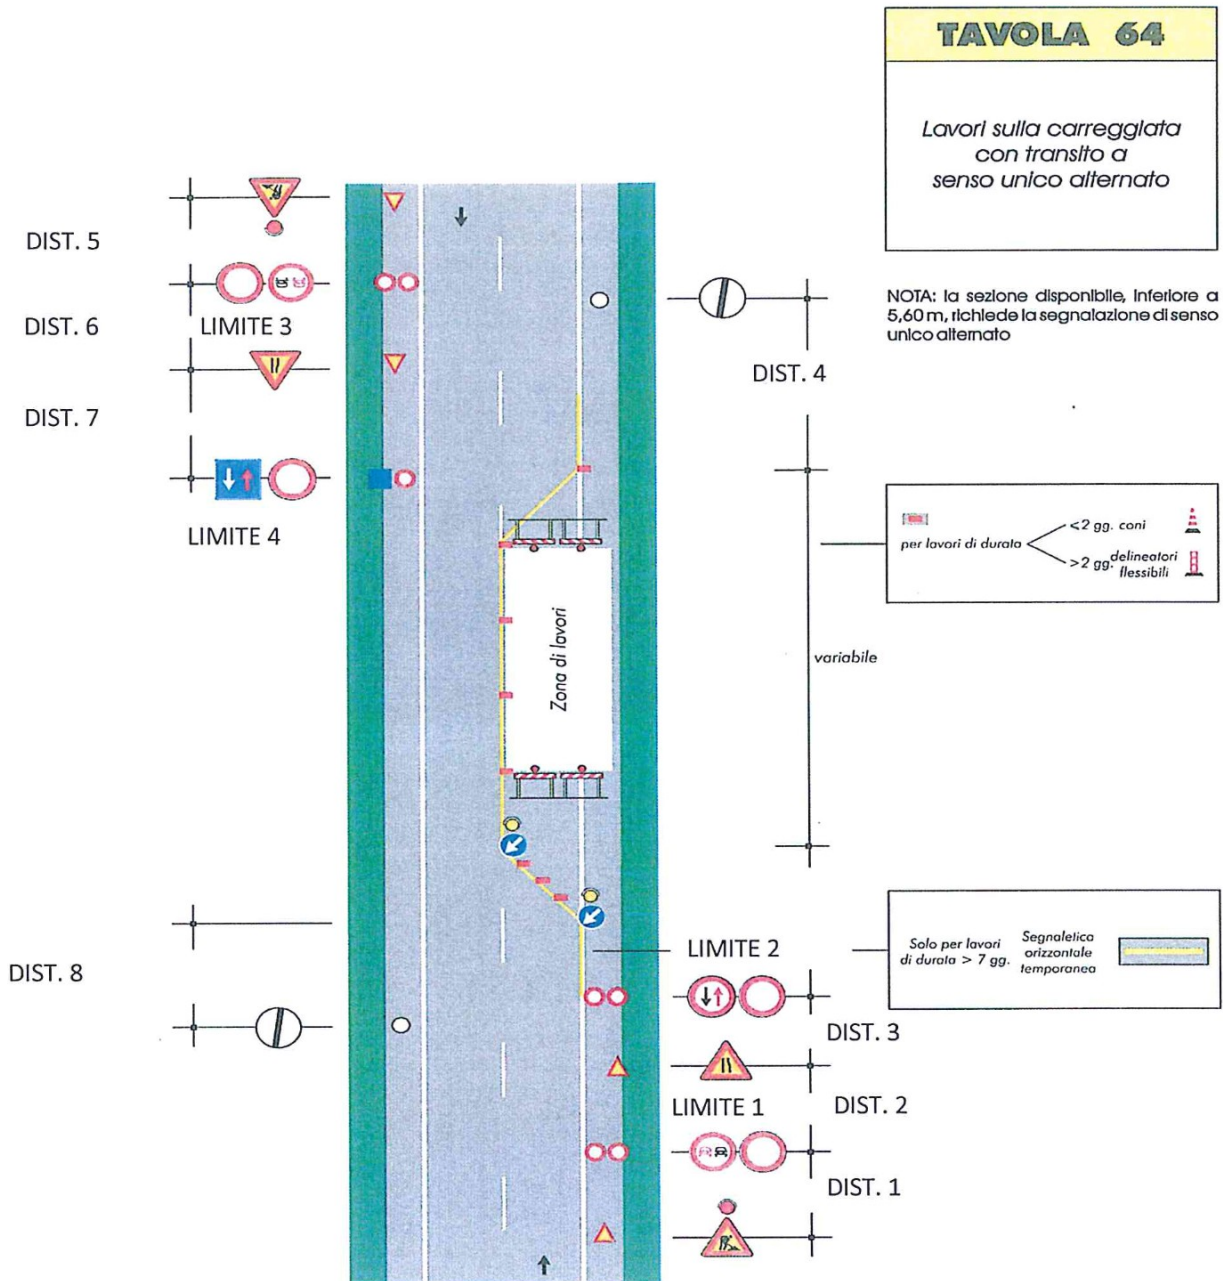 TAVOLA 64
Lavori sulla carreggiata
con transito a
senso unico alternato
NOTA: la sezione disponibile, inferiore a
5,60 m, richiede la segnalazione di senso
unico alternato
DIST. 5
DIST. 6
LIMITE 3
DIST. 7
LIMITE 4
DIST. 4
per lavori di durata
<2 gg. coni
>2 gg. delineatori
flessibili
variabile
Zona di lavori
DIST. 8
LIMITE 2
Solo per lavori
di durata > 7 gg.
Segnaletica
orizzontale
temporanea
DIST. 3
LIMITE 1
DIST. 2
DIST. 1